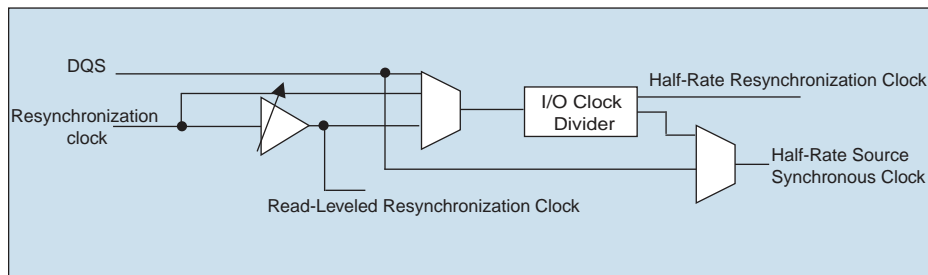 DQS
Half-Rate Resynchronization Clock
I/O Clock
Divider
Resynchronization
clock
Half-Rate Source
Synchronous Clock
Read-Leveled Resynchronization Clock